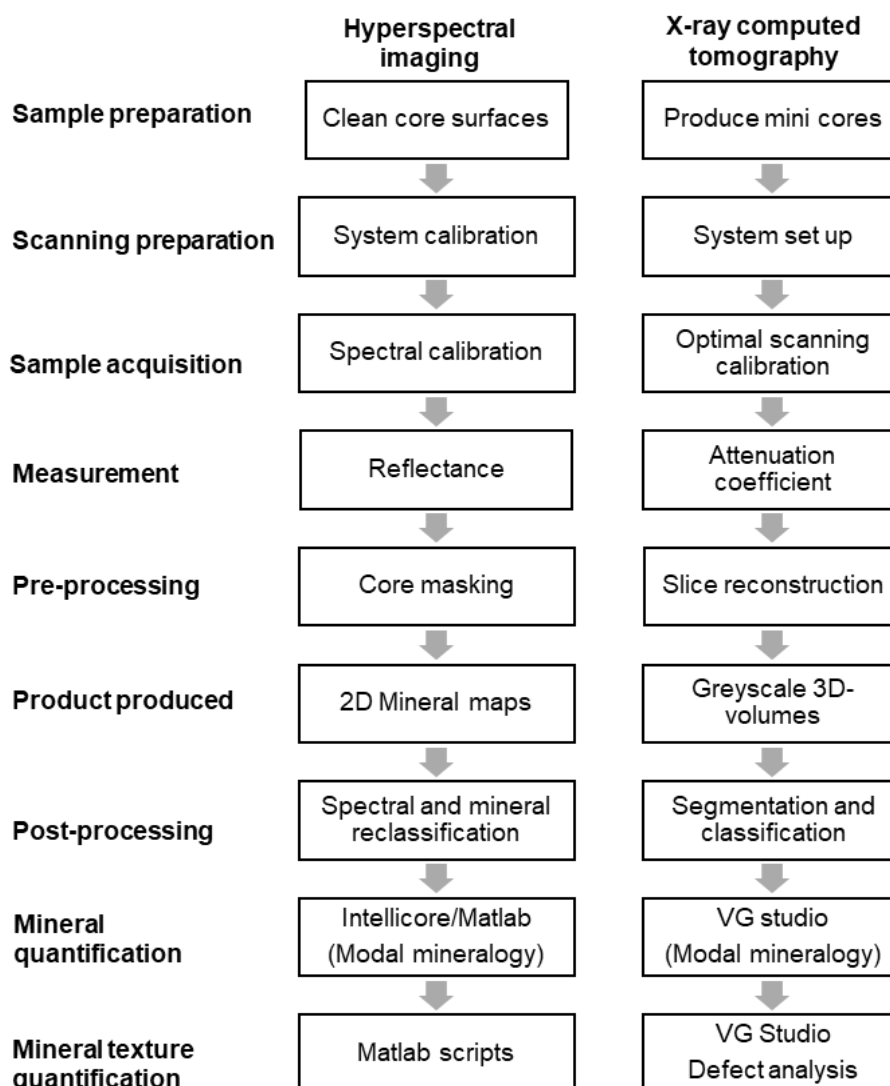 Hyperspectral
imaging
X-ray computed
tomography
Sample preparation
Clean core surfaces
Produce mini cores
Scanning preparation
System calibration
System set up
Sample acquisition
Spectral calibration
Optimal scanning
calibration
Measurement
Reflectance
Attenuation
coefficient
Pre-processing
Core masking
Slice reconstruction
Product produced
2D Mineral maps
Greyscale 3D-
volumes
Post-processing
Spectral and mineral
reclassification
Segmentation and
classification
Mineral
quantification
Intellicore/Matlab
(Modal mineralogy)
VG studio
(Modal mineralogy)
Mineral texture
quantification
Matlab scripts
VG Studio
Defect analysis